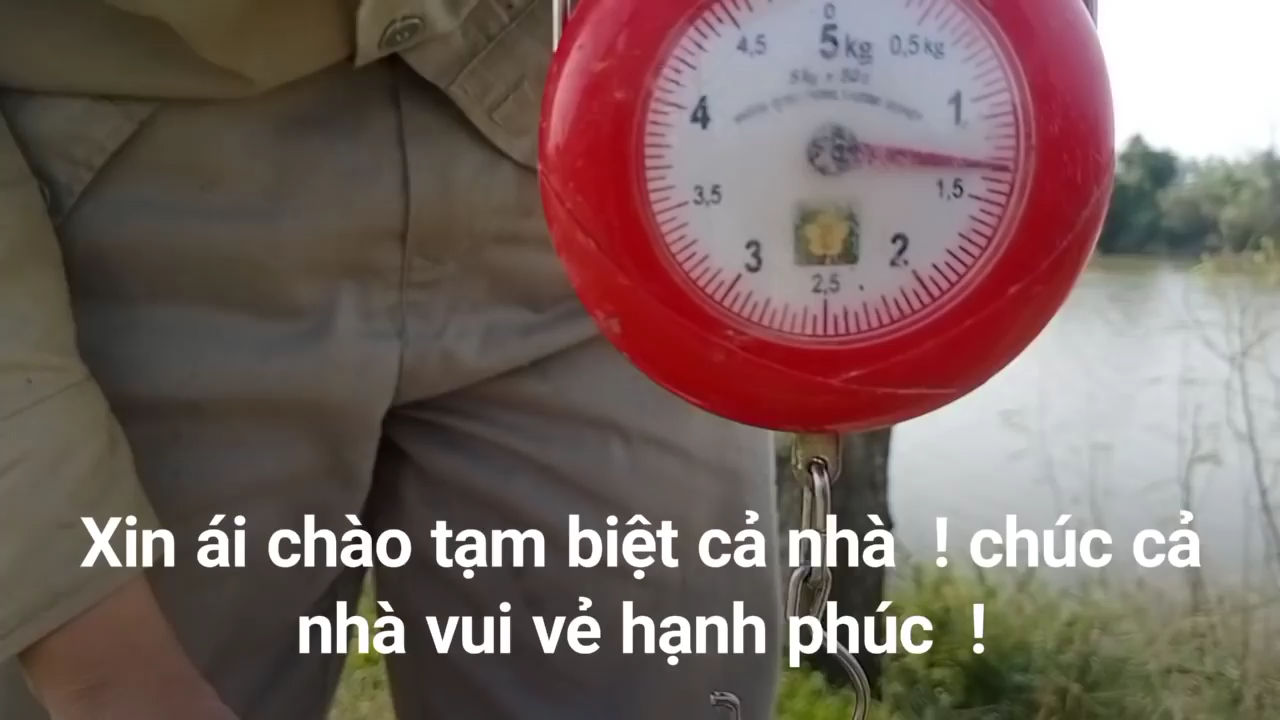 0
4,5 5kg 0,5kg
4 1
3,5 1,5
3 2
2,5
Xin ái chào tạm biệt cả nhà ! chúc cả
nhà vui vẻ hạnh phúc !